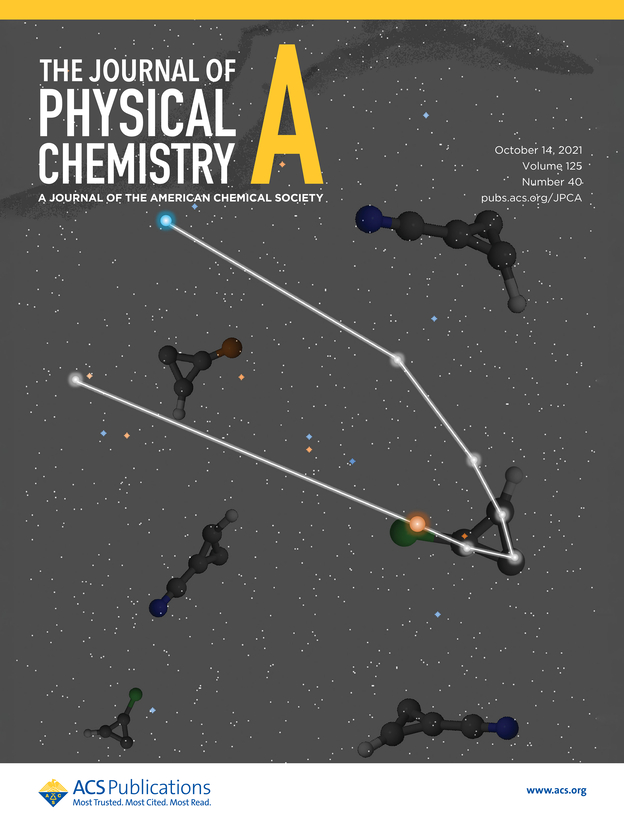 THE JOURNAL OF
PHYSICAL
CHEMISTRY
A
A JOURNAL OF THE AMERICAN CHEMICAL SOCIETY
October 14, 2021
Volume 125
Number 40
pubs.acs.org/JPCA
ACS Publications
Most Trusted. Most Cited. Most Read.
www.acs.org